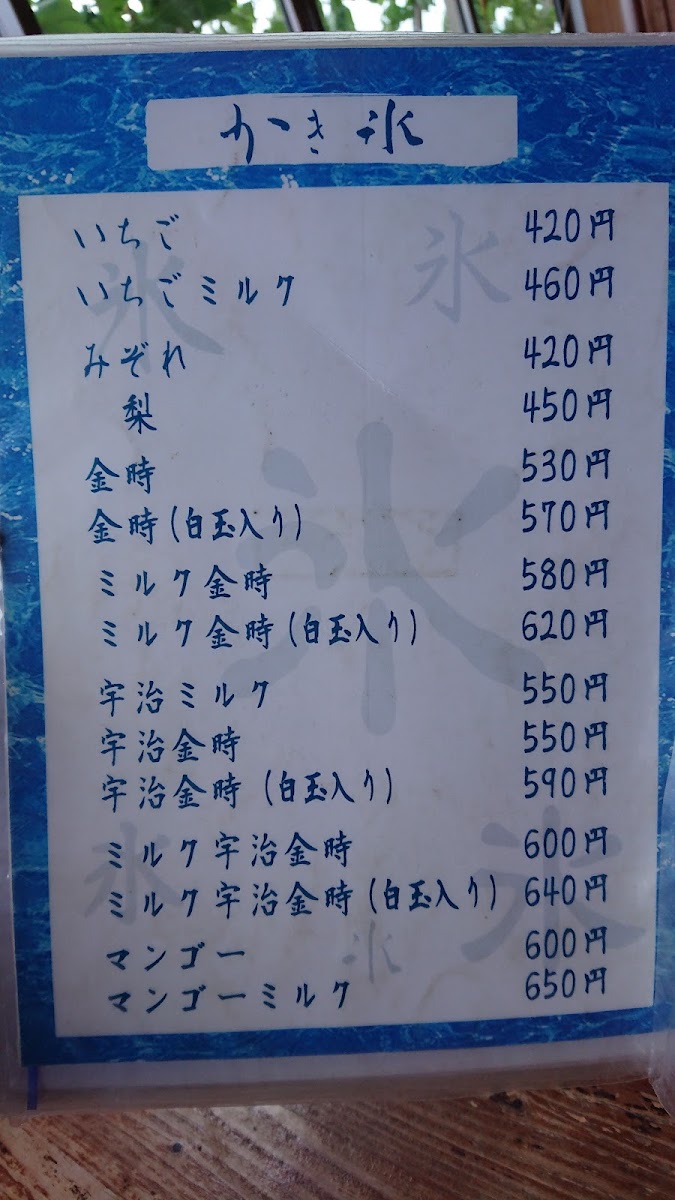 かき氷
いちご 420円
いちごミルク 460円
みぞれ 420円
梨 450円
金時 530円
金時(白玉入り) 570円
ミルク金時 580円
ミルク金時(白玉入り) 620円
宇治ミルク 550円
宇治金時 550円
宇治金時(白玉入り) 590円
ミルク宇治金時 600円
ミルク宇治金時(白玉入り) 640円
マンゴー 600円
マンゴーミルク 650円
氷
氷
氷
氷
氷
氷